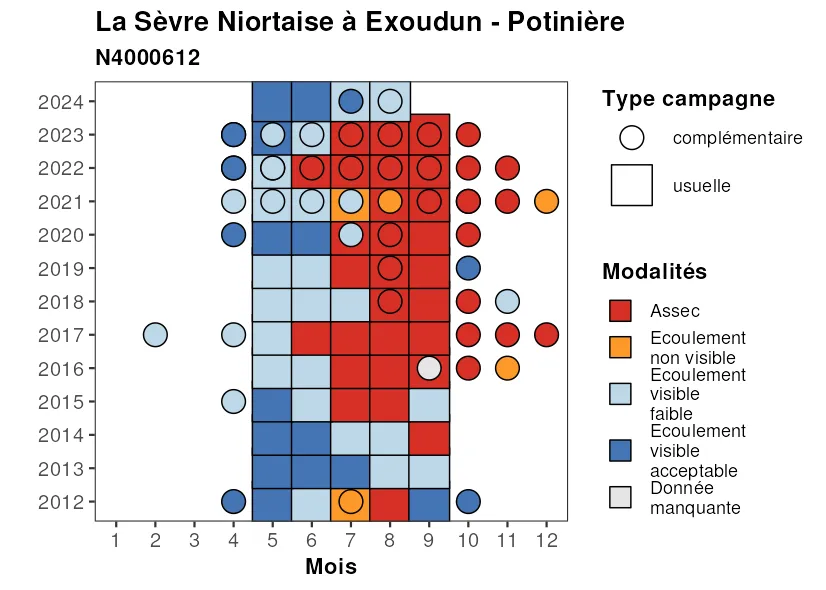 La Sèvre Niortaise à Exoudun - Potinière
N4000612
2024
2023
2022
2021
2020
2019
2018
2017
2016
2015
2014
2013
2012
1 2 3 4 5 6 7 8 9 10 11 12
Mois
Type campagne
complémentaire
usuelle
Modalités
Assec
Ecoulement
non visible
Ecoulement
visible
faible
Ecoulement
visible
acceptable
Donnée
manquante